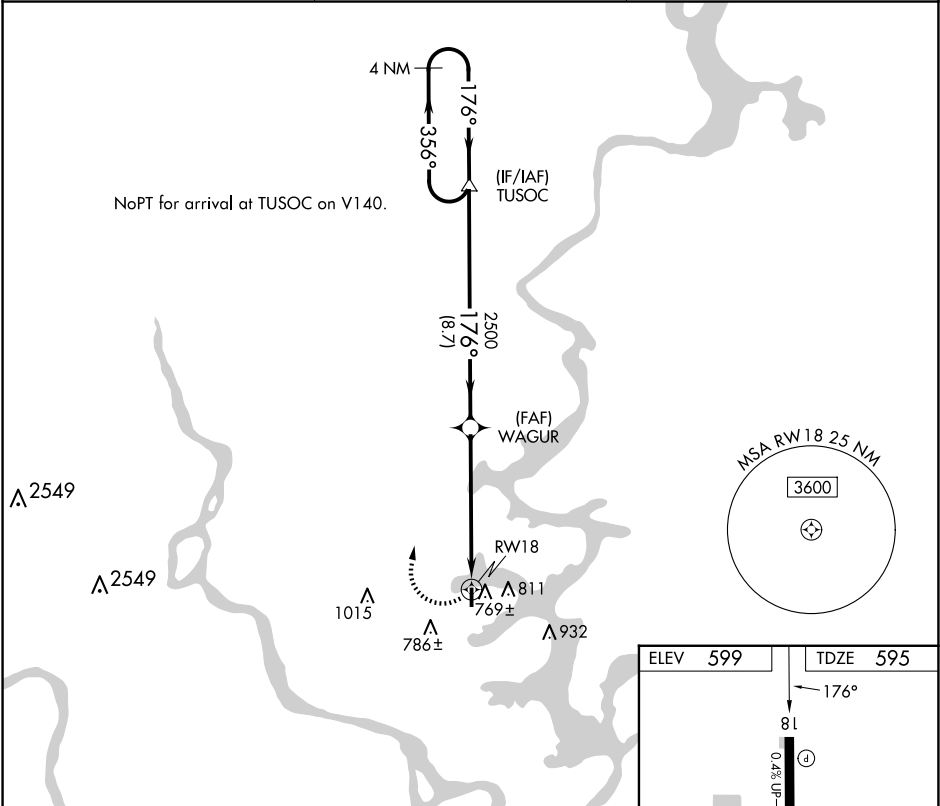 4 NM
176°
356°
(IF/IAF)
TUSOC
NoPT for arrival at TUSOC on V140.
2500
176°
(8.7)
(FAF)
WAGUR
MSA RW18 25 NM
3600
2549
2549
RW18
1015
811
769±
786±
932
ELEV 599
TDZE 595
176°
18
P
0.4% UP